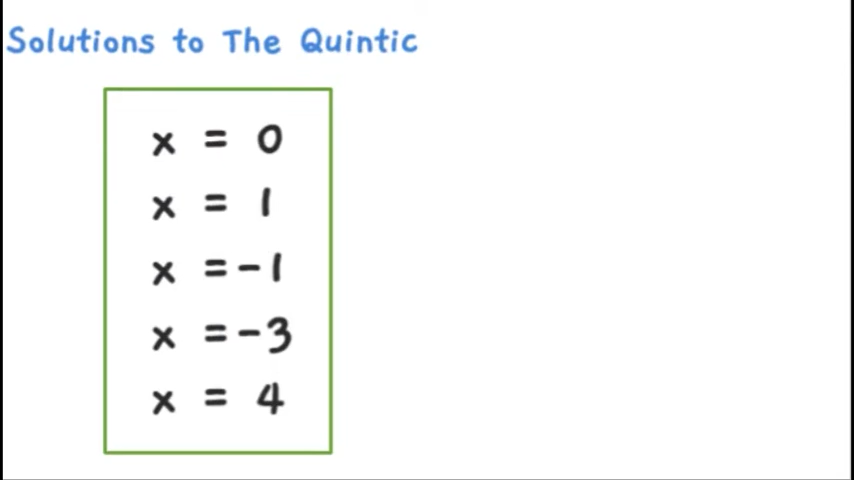 Solutions to The Quintic
x = 0
x = 1
x = -1
x = -3
x = 4